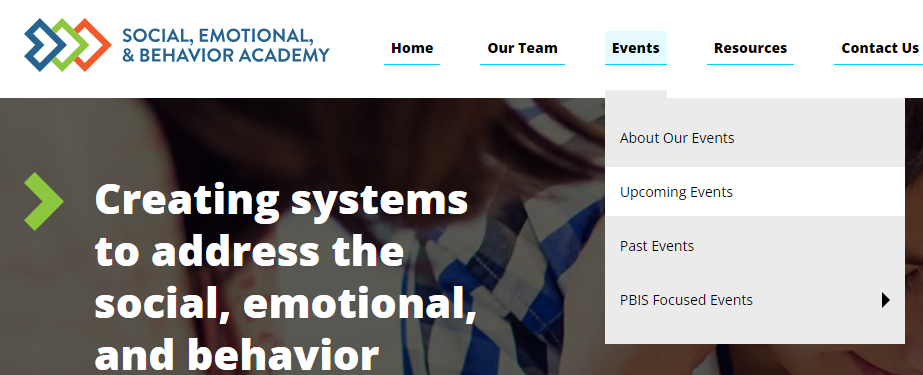 SOCIAL, EMOTIONAL,
& BEHAVIOR ACADEMY
Home
Our Team
Events
Resources
Contact Us
About Our Events
Upcoming Events
Past Events
PBIS Focused Events
Creating systems
to address the
social, emotional,
and behavior